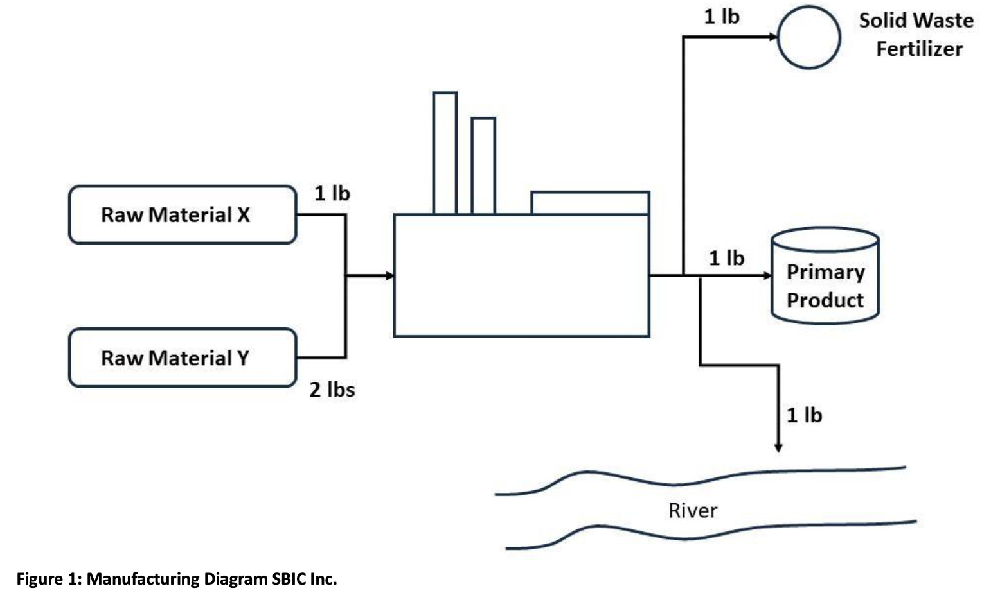 1 lb
Solid Waste
Fertilizer
Raw Material X
1 lb
1 lb
Primary
Product
Raw Material Y
2 lbs
1 lb
River
Figure 1: Manufacturing Diagram SBIC Inc.